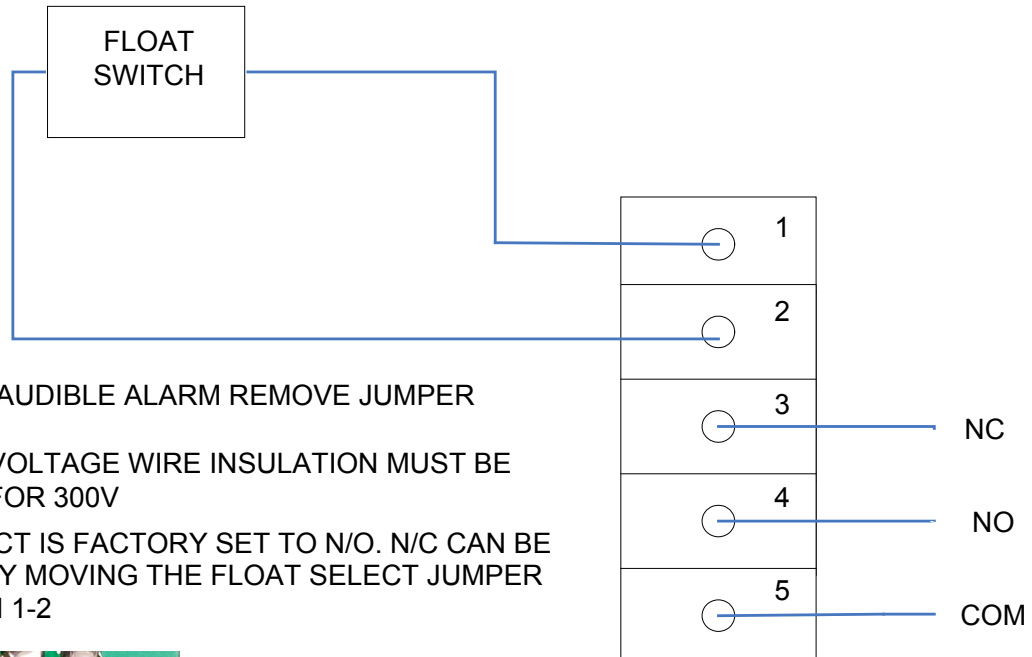 FLOAT
SWITCH
1
2
AUDIBLE ALARM REMOVE JUMPER
3
NC
VOLTAGE WIRE INSULATION MUST BE
FOR 300V
4
NO
CT IS FACTORY SET TO N/O. N/C CAN BE
Y MOVING THE FLOAT SELECT JUMPER
1-2
5
COM